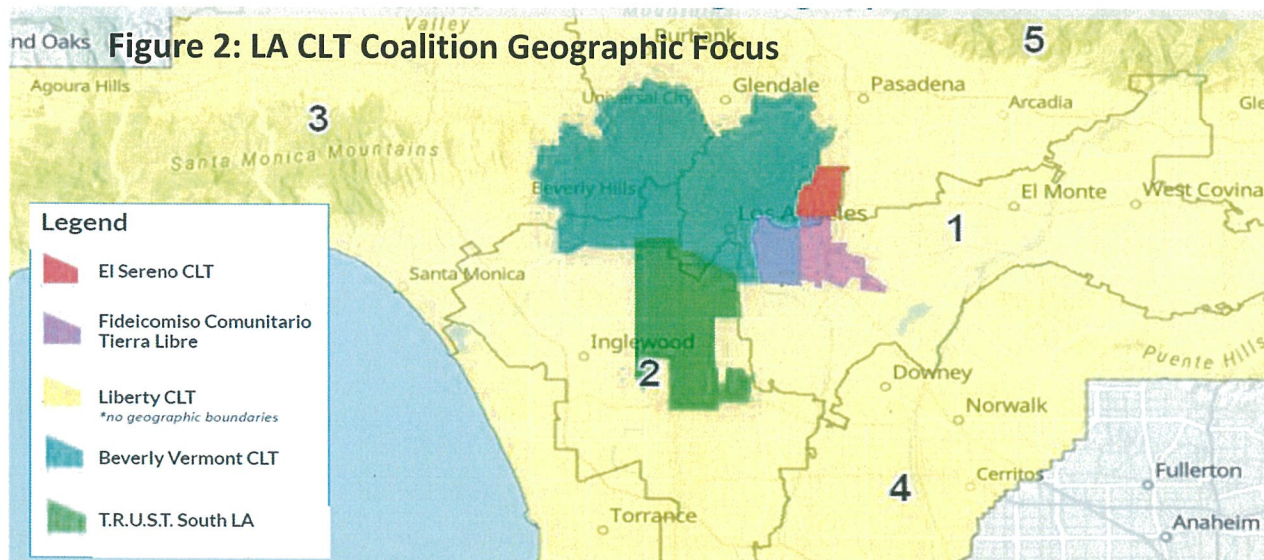 Valley
Mountains
nd Oaks
Figure 2: LA CLT Coalition Geographic Focus
Burbank
5
Agoura Hills
Universal City
Glendale
Pasadena
Arcadia
Gle
3
Santa Monica Mountains
Beverly Hills
El Monte
West Covina
Los Angeles
1
Legend
El Sereno CLT
Fideicomiso Comunitario
Tierra Libre
Liberty CLT
*no geographic boundaries
Beverly Vermont CLT
T.R.U.S.T. South LA
Santa Monica
Inglewood
2
Puente Hills
Downey
Norwalk
4
Cerritos
Fullerton
Torrance
Anaheim